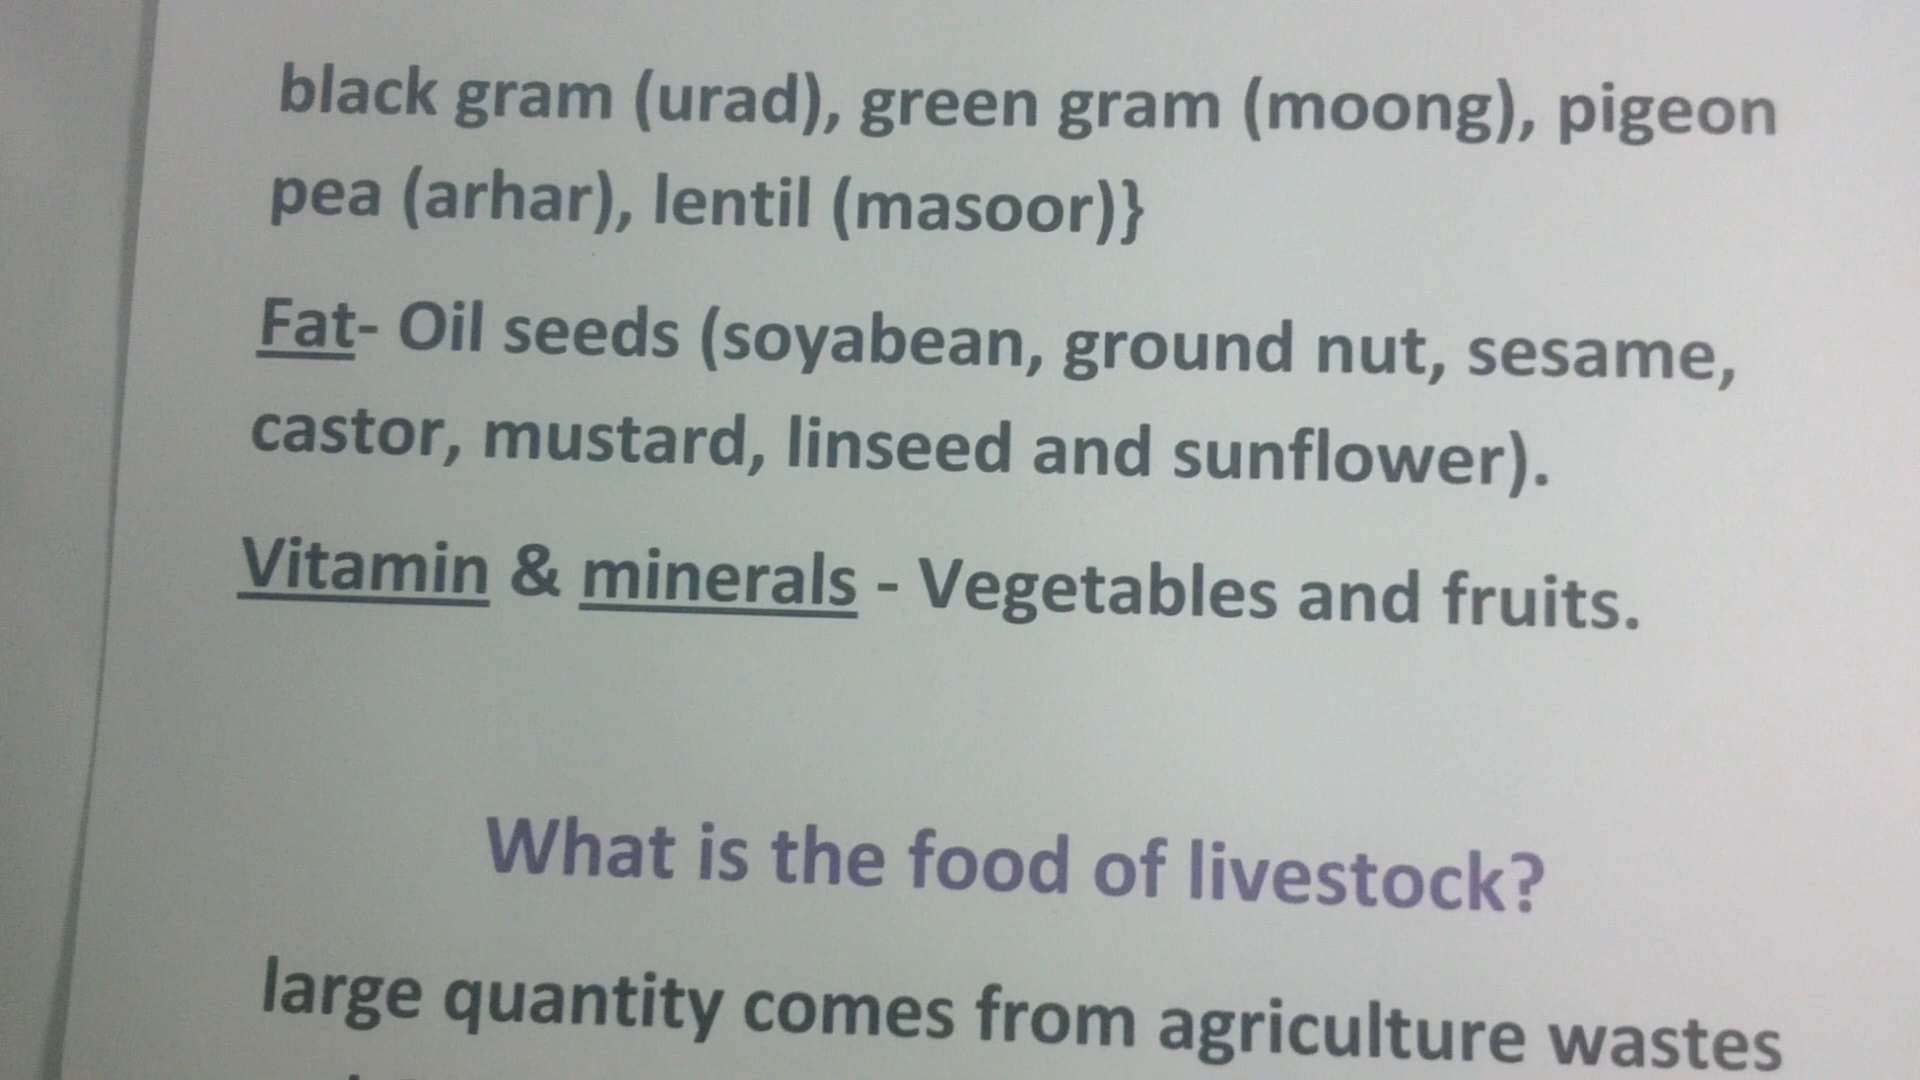 black gram (urad), green gram (moong), pigeon
pea (arhar), lentil (masoor)}
Fat- Oil seeds (soyabean, ground nut, sesame,
castor, mustard, linseed and sunflower).
Vitamin & minerals - Vegetables and fruits.
What is the food of livestock?
large quantity comes from agriculture wastes